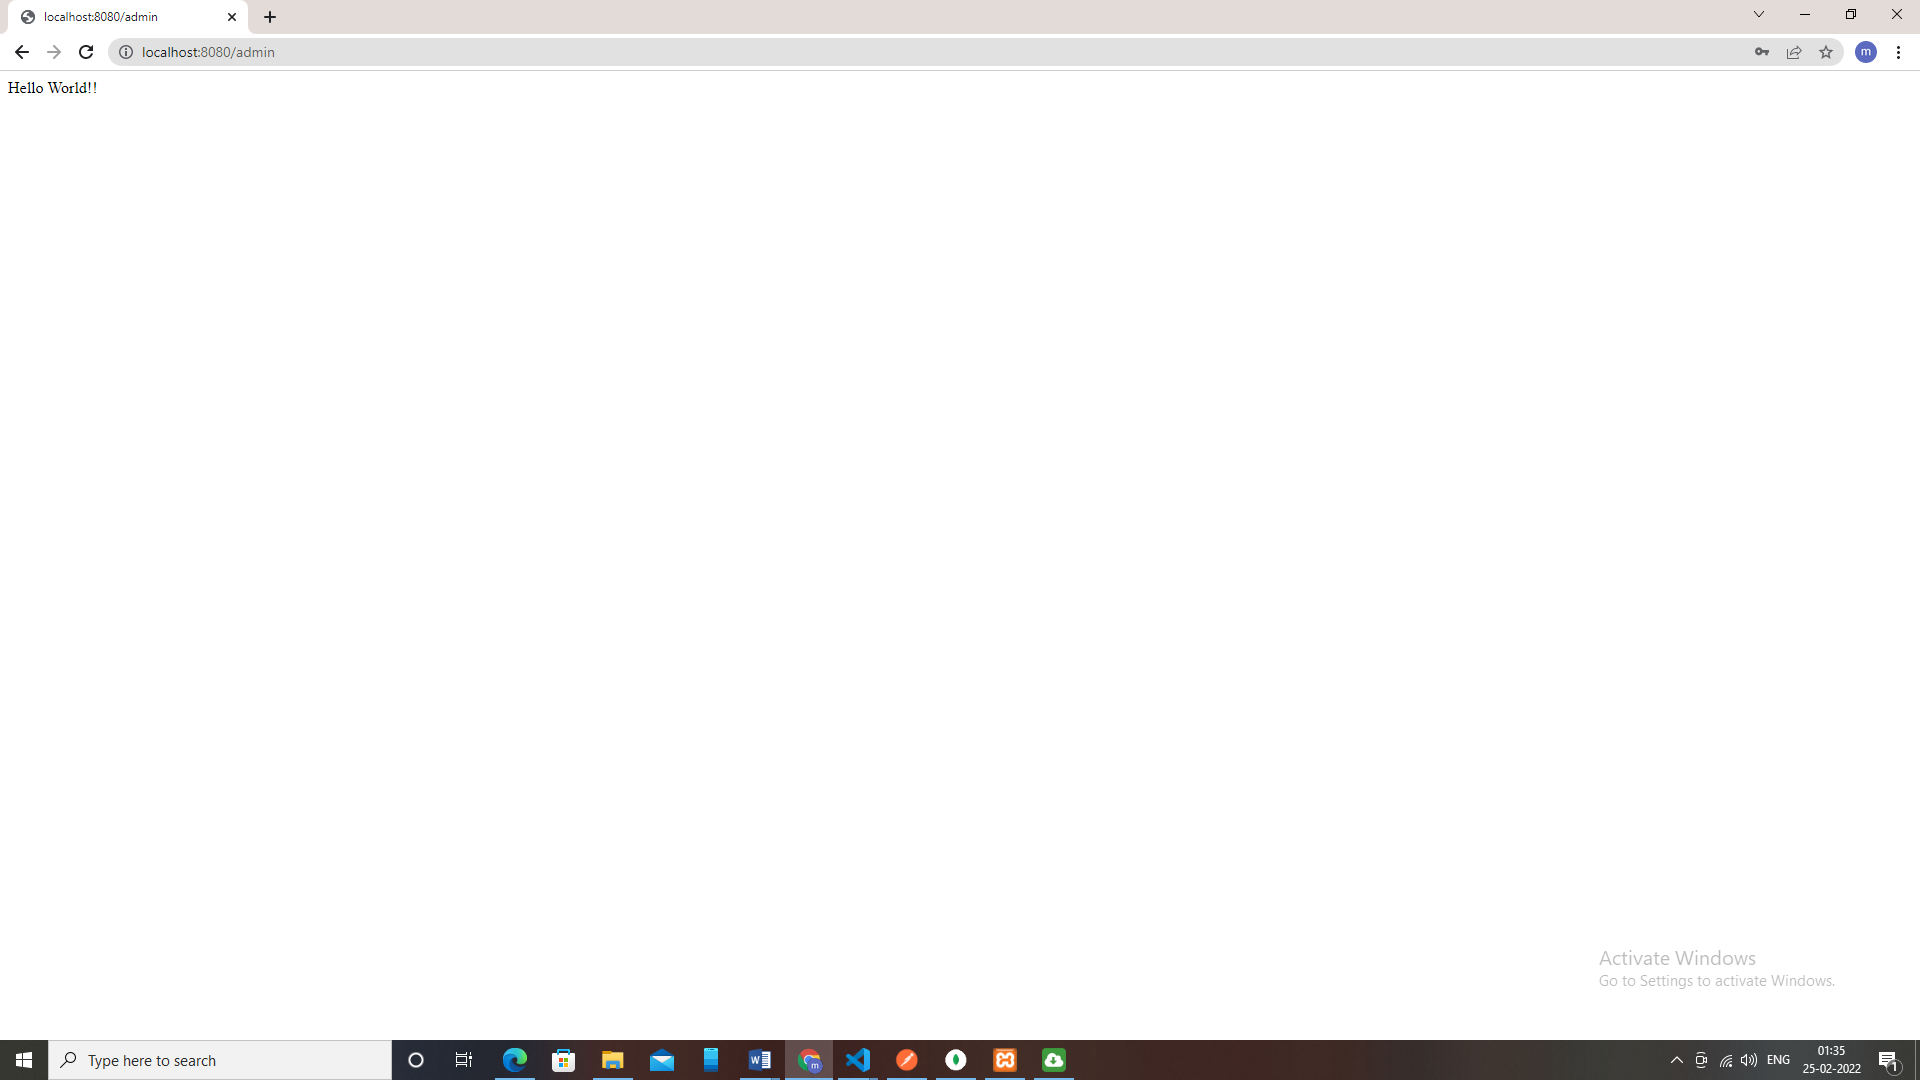 localhost:8080/admin
localhost:8080/admin
m
Hello World!!
Activate Windows
Go to Settings to activate Windows.
Type here to search
W
m
ENG
01:35
25-02-2022
1